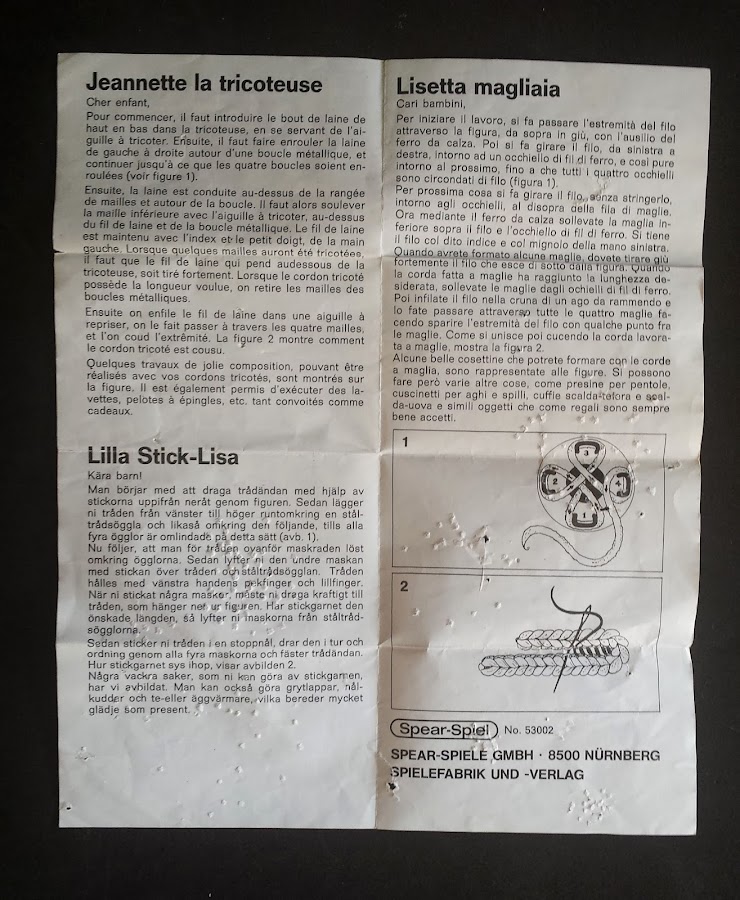 Jeannette la tricoteuse
Cher enfant,
Pour commencer, il faut introduire le bout de laine de
haut en bas dans la tricoteuse, en se servant de l'ai-
guille à tricoter. Ensuite, il faut faire enrouler la laine
de gauche à droite autour d'une boucle métallique, et
continuer jusqu'à ce que les quatre boucles soient en-
roulées (voir figure 1).
Ensuite, la laine est conduite au-dessus de la rangée
de mailles et autour de la boucle. Il faut alors soulever
la maille inférieure avec l'aiguille à tricoter, au-dessus
du fil de laine et de la boucle métallique. Le fil de laine
est maintenu avec l'index et le petit doigt, de la main
gauche. Lorsque quelques mailles auront été tricotées,
il faut que le fil de laine qui pend audessous de la
tricoteuse, soit tiré fortement. Lorsque le cordon tricoté
possède la longueur voulue, on retire les mailles des
boucles métalliques.
Ensuite on enfile le fil de laine dans une aiguille à
repriser, on le fait passer à travers les quatre mailles,
et l'on coud l'extrêmité. La figure 2 montre comment
le cordon tricoté est cousu.
Quelques travaux de jolie composition, pouvant être
réalisés avec vos cordons tricotés, sont montrés sur
la figure. Il est également permis d'exécuter des la-
vettes, pelotes à épingles, etc. tant convoités comme
cadeaux.
Lilla Stick-Lisa
Kära barn!
Man börjar med att draga trådändan med hjälp av
stickorna uppifrån neråt genom figuren. Sedan lägger
ni tråden från vänster till höger runtomkring en stål-
trådsöggla och likaså omkring den följande, tills alla
fyra ögglor är omlindade på detta sätt (avb. 1).
Nu följer, att man för tråden ovanför maskraden löst
omkring ögglorna. Sedan lyfter ni den undre maskan
med stickan över tråden och ståltrådsögglan. Tråden
hålles med vänstra handens pekfinger och lillfinger.
När ni stickat några maskor, måste ni draga kraftigt till
tråden, som hänger ner ur figuren. Har stickgarnet den
önskade längden, så lyfter ni maskorna från ståltråd-
sögglorna.
Sedan sticker ni tråden i en stoppnål, drar den i tur och
ordning genom alla fyra maskorna och fäster trådändan.
Hur stickgarnet sys ihop, visar avbilden 2.
Några vackra saker, som ni kan göra av stickgarnen,
har vi avbildat. Man kan också göra grytlappar, nål-
kudder och te-eller äggvärmare, vilka bereder mycket
glädje som present.
Lisetta magliaia
Cari bambini,
Per iniziare il lavoro, si fa passare l'estremità del filo
attraverso la figura, da sopra in giù, con l'ausilio del
ferro da calza. Poi si fa girare il filo, da sinistra a
destra, intorno ad un occhiello di fil di ferro, e così pure
intorno al prossimo, fino a che tutti i quattro occhielli
sono circondati di filo (figura 1).
Per prossima cosa si fa girare il filo, senza stringerlo,
intorno agli occhielli, al disopra della fila di maglie.
Ora mediante il ferro da calza sollevate la maglia in-
feriore sopra il filo e l'occhiello di fil di ferro. Si tiene
il filo col dito indice e col mignolo della mano sinistra.
Quando avrete formato alcune maglie, dovete tirare giù
fortemente il filo che esce di sotto dalla figura. Quando
la corda fatta a maglie ha raggiunto la lunghezza de-
siderata, sollevate le maglie dagli ochielli di fil di ferro.
Poi infilate il filo nella cruna di un ago da rammendo e
lo fate passare attraverso tutte le quattro maglie fa-
cendo sparire l'estremità del filo con qualche punto fra
le maglie. Come si unisce poi cucendo la corda lavora-
ta a maglie, mostra la figura 2.
Alcune belle cosettine che potrete formare con le corde
a maglia, sono rappresentate alle figure. Si possono
fare però varie altre cose, come presine per pentole,
cuscinetti per aghi e spilli, cuffie scalda-tefora e scal-
da-uova e simili oggetti che come regali sono sempre
bene accetti.
1
3
2
4
1
2
Spear-Spiel No. 53002
SPEAR-SPIELE GMBH · 8500 NÜRNBERG
SPIELEFABRIK UND -VERLAG